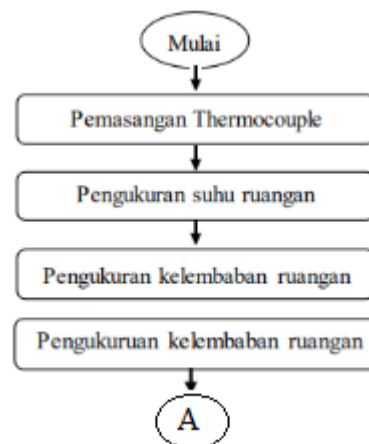 Mulai
Pemasangan Thermocouple
Pengukuran suhu ruangan
Pengukuran kelembaban ruangan
Pengukuruan kelembaban ruangan
A